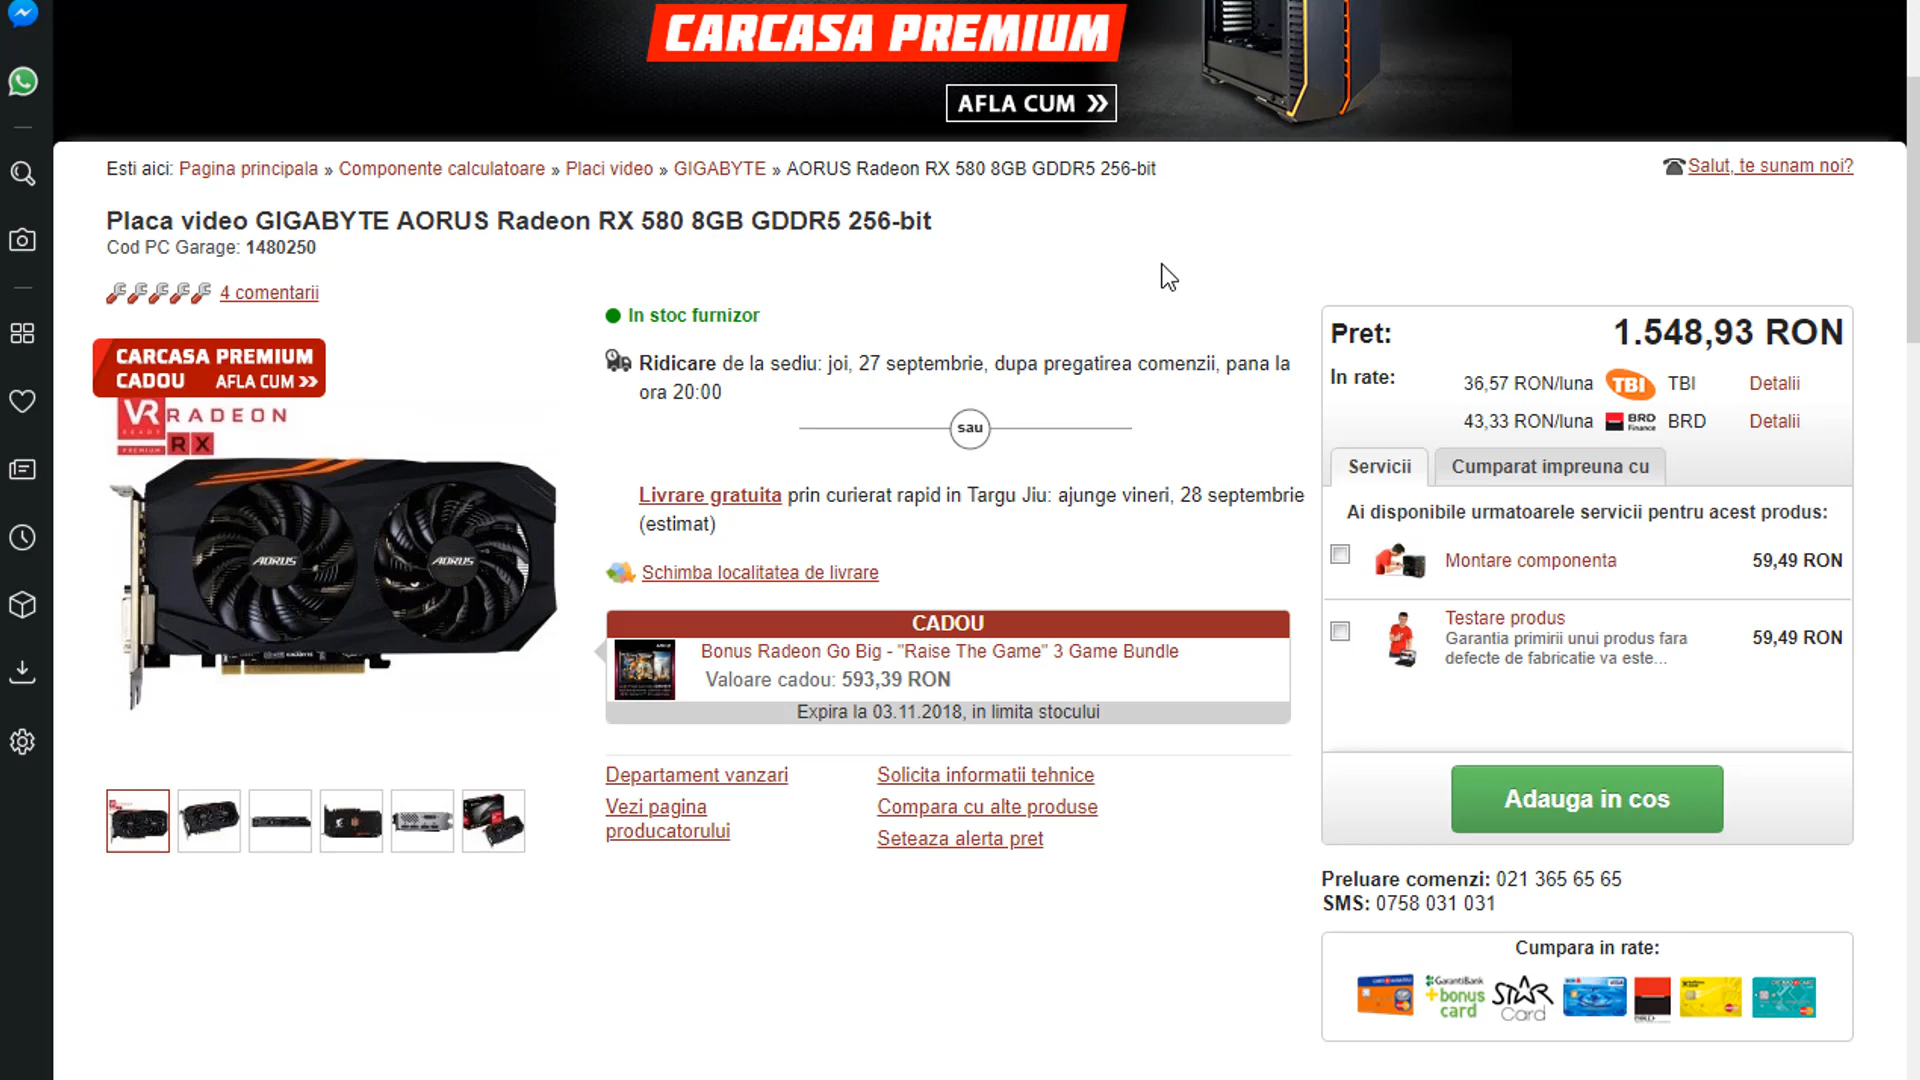 CARCASA PREMIUM
AFLA CUM »
Esti aici: Pagina principala » Componente calculatoare » Placi video » GIGABYTE » AORUS Radeon RX 580 8GB GDDR5 256-bit
Salut, te sunam noi?
Placa video GIGABYTE AORUS Radeon RX 580 8GB GDDR5 256-bit
Cod PC Garage: 1480250
4 comentarii
CARCASA PREMIUM
CADOU AFLA CUM »
VR RADEON
READY
RX
PREMIUM
AORUS
AORUS
In stoc furnizor
Ridicare de la sediu: joi, 27 septembrie, dupa pregatirea comenzii, pana la
ora 20:00
sau
Livrare gratuita prin curierat rapid in Targu Jiu: ajunge vineri, 28 septembrie
(estimat)
Schimba localitatea de livrare
CADOU
Bonus Radeon Go Big - "Raise The Game" 3 Game Bundle
Valoare cadou: 593,39 RON
Expira la 03.11.2018, in limita stocului
Departament vanzari
Vezi pagina
producatorului
Solicita informatii tehnice
Compara cu alte produse
Seteaza alerta pret
Pret: 1.548,93 RON
In rate:
36,57 RON/luna TBI TBI Detalii
43,33 RON/luna BRD Finance BRD Detalii
Servicii
Cumparat impreuna cu
Ai disponibile urmatoarele servicii pentru acest produs:
Montare componenta 59,49 RON
Testare produs
Garantia primirii unui produs fara
defecte de fabricatie va este...
59,49 RON
Adauga in cos
Preluare comenzi: 021 365 65 65
SMS: 0758 031 031
Cumpara in rate:
GarantiBank
+bonus
card
STAR
Card